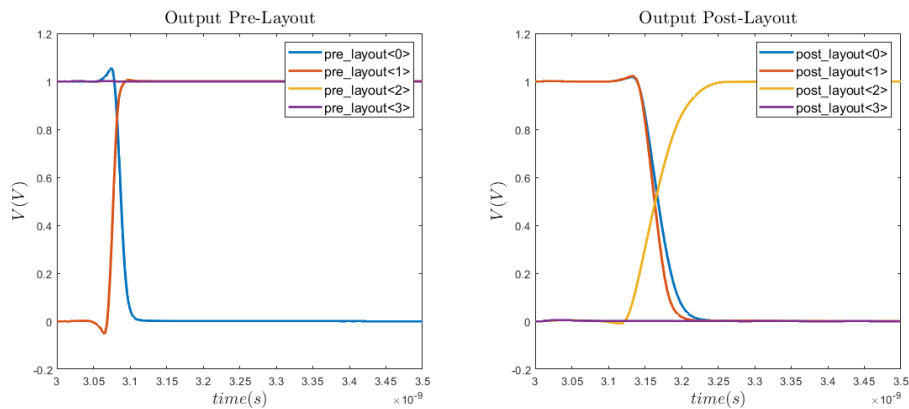 Output Pre-Layout
1.2
1
0.8
0.6
0.4
0.2
0
-0.2
V(V)
pre_layout<0>
pre_layout<1>
pre_layout<2>
pre_layout<3>
3 3.05 3.1 3.15 3.2 3.25 3.3 3.35 3.4 3.45 3.5
time(s)
×10⁻⁹
Output Post-Layout
1.2
1
0.8
0.6
0.4
0.2
0
-0.2
V(V)
post_layout<0>
post_layout<1>
post_layout<2>
post_layout<3>
3 3.05 3.1 3.15 3.2 3.25 3.3 3.35 3.4 3.45 3.5
time(s)
×10⁻⁹